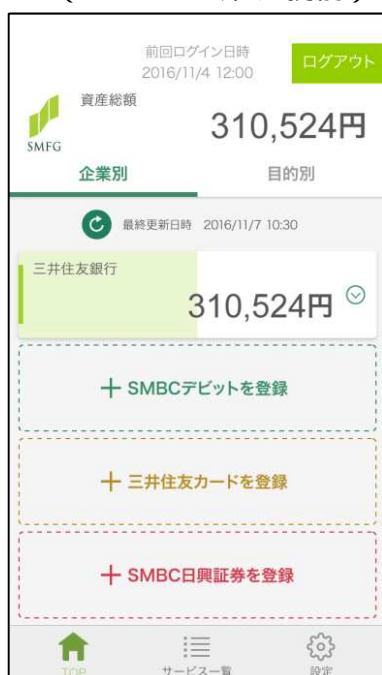 前回ログイン日時
2016/11/4 12:00
ログアウト
資産総額
310,524円
SMFG
企業別
目的別
最終更新日時 2016/11/7 10:30
三井住友銀行
310,524円
+ SMBCデビットを登録
+ 三井住友カードを登録
+ SMBC日興証券を登録
TOP
サービス一覧
設定